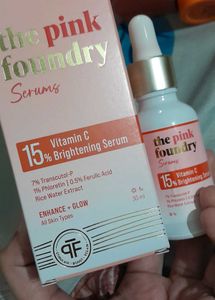 the pink
foundry
Serums
15% Vitamin C
Brightening Serum
7% Transcutol-P
1% Phloretin | 0.5% Ferulic Acid
Rice Water Extract
ENHANCE + GLOW
All Skin Types
30 ml
the pink
foundry
Serums
15% Vitamin C
Brightening Serum